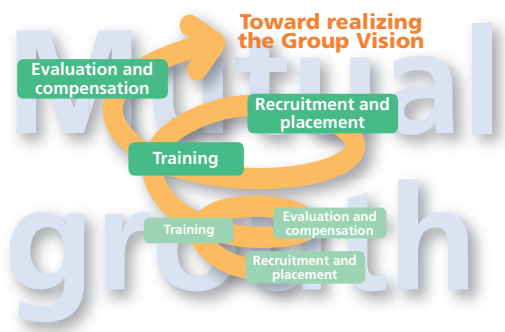 Toward realizing
the Group Vision
Mutual
Evaluation and
compensation
Recruitment and
placement
Training
growth
Training
Evaluation and
compensation
Recruitment and
placement